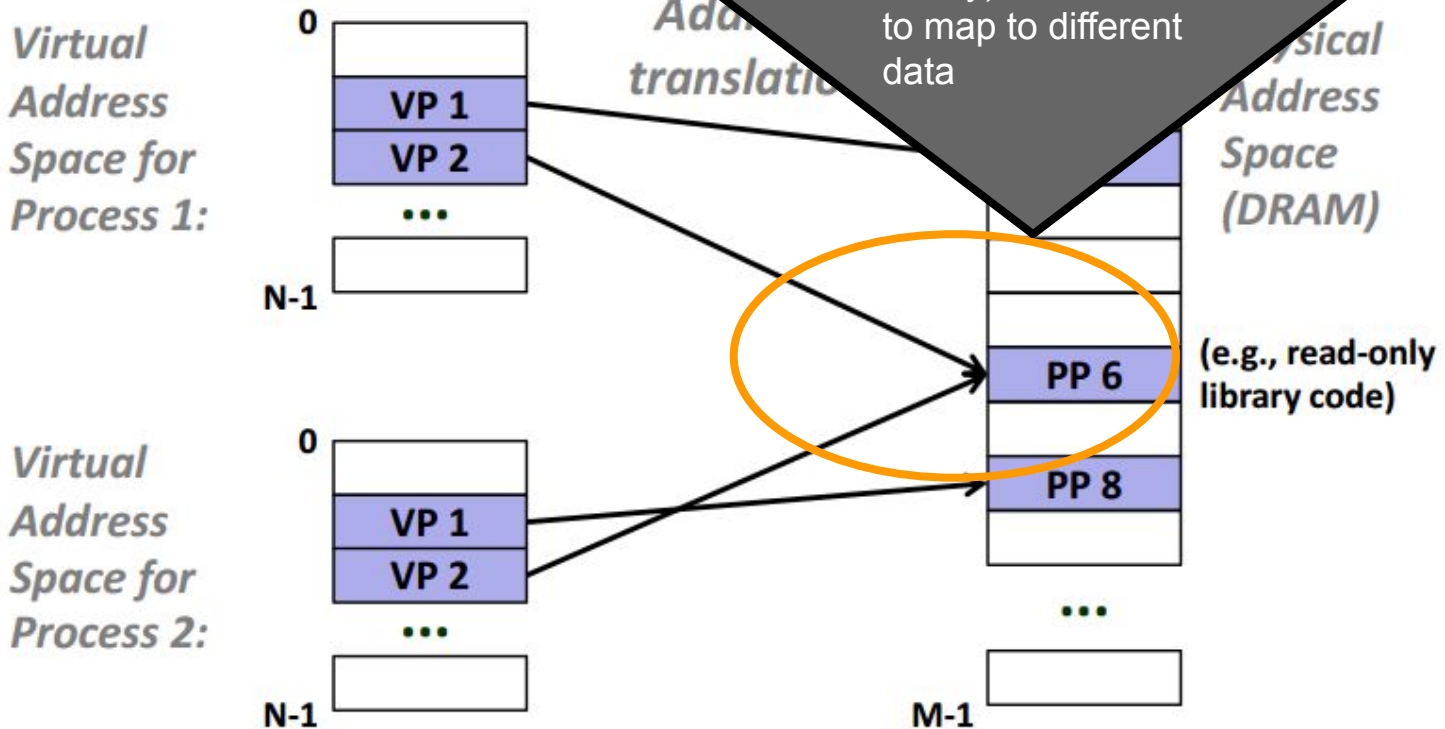 Virtual
Address
Space for
Process 1:
0
VP 1
VP 2
...
N-1
to map to different
data
Address
Space
(DRAM)
PP 6
(e.g., read-only
library code)
PP 8
...
M-1
Virtual
Address
Space for
Process 2:
0
VP 1
VP 2
...
N-1